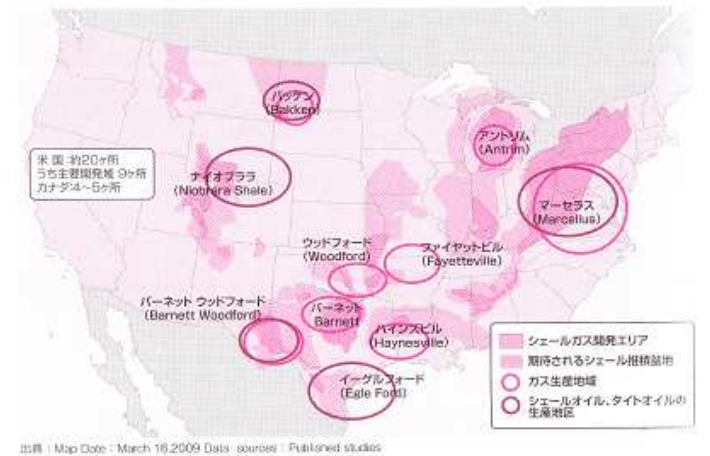 バッケン
(Bakken)
アントリム
(Antrim)
米 国:約20ヶ所
うち主要開発域 9ヶ所
カナダ:4〜5ヶ所
ナイオブララ
(Niobrara Shale)
マーセラス
(Marcellus)
ウッドフォード
(Woodford)
ファイヤットビル
(Fayetteville)
バーネット ウッドフォード
(Barnett Woodford)
バーネット
Barnett
ハインズビル
(Haynesville)
イーグルフォード
(Egle Ford)
シェールガス開発エリア
期待されるシェール堆積盆地
ガス生産地域
シェールオイル、タイトオイルの
生産地区
出典:Map Date:March 16,2009 Data sources:Published studies